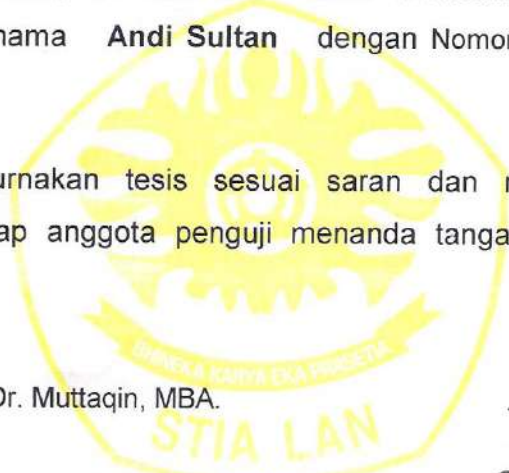 nama Andi Sultan dengan Nomor
urnakan tesis sesuai saran dan
ap anggota penguji menanda tanga
BHINEKA KARYA EKA PRASETIA
Dr. Muttaqin, MBA.
STIA LAN